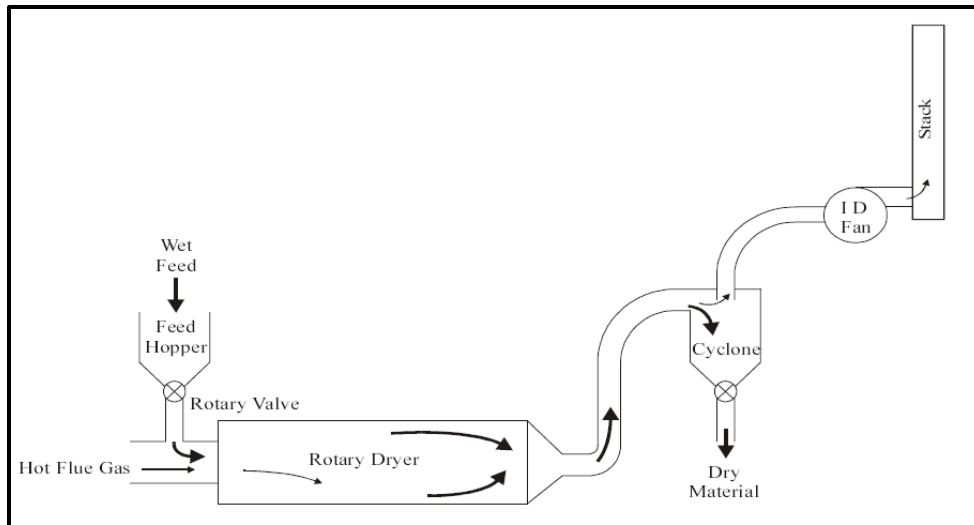 Stack
I D
Fan
Wet
Feed
Feed
Hopper
Cyclone
Rotary Valve
Rotary Dryer
Hot Flue Gas
Dry
Material